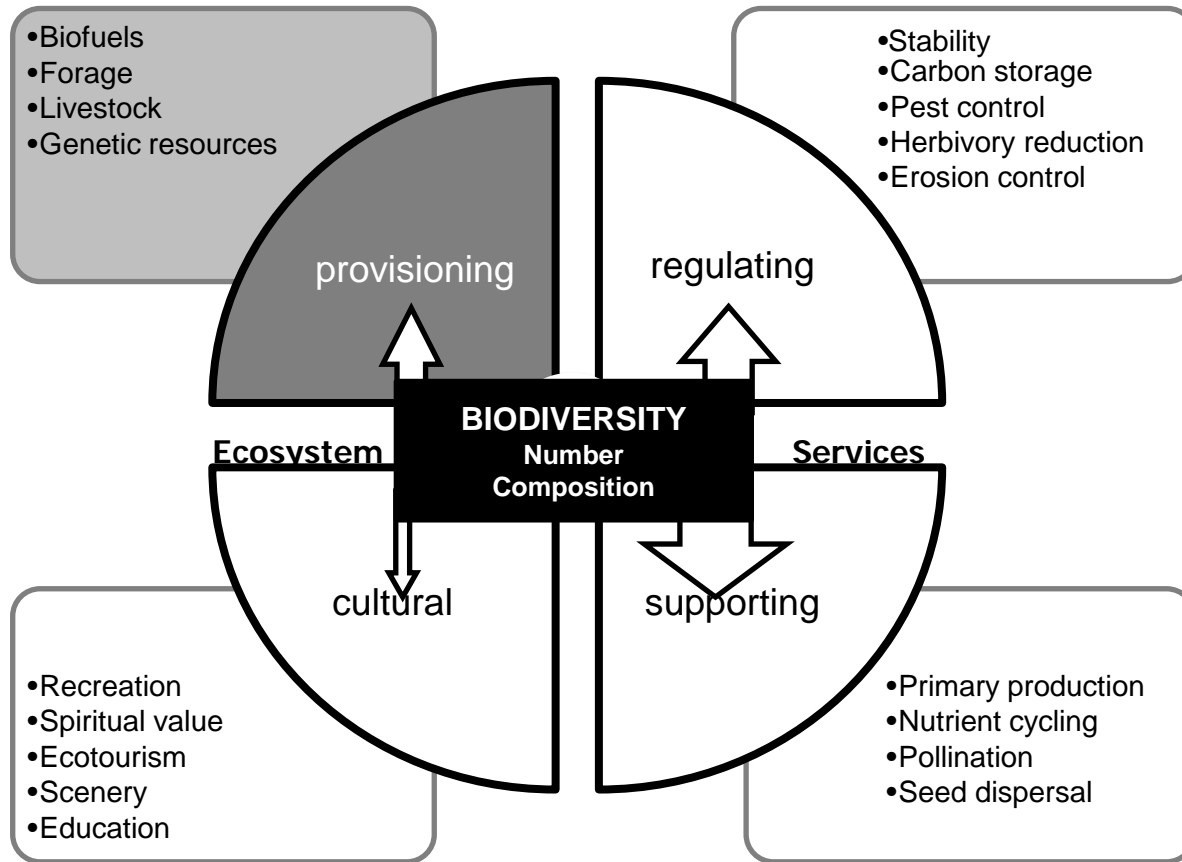 •Biofuels
•Forage
•Livestock
•Genetic resources
•Stability
•Carbon storage
•Pest control
•Herbivory reduction
•Erosion control
provisioning
regulating
BIODIVERSITY
Number
Composition
Ecosystem
Services
cultural
supporting
•Recreation
•Spiritual value
•Ecotourism
•Scenery
•Education
•Primary production
•Nutrient cycling
•Pollination
•Seed dispersal